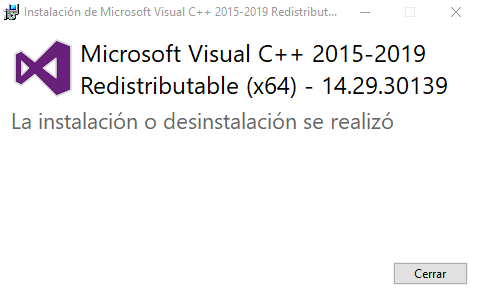 Instalación de Microsoft Visual C++ 2015-2019 Redistribut...
Microsoft Visual C++ 2015-2019
Redistributable (x64) - 14.29.30139
La instalación o desinstalación se realizó
Cerrar